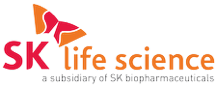 SK life science
a subsidiary of SK biopharmaceuticals